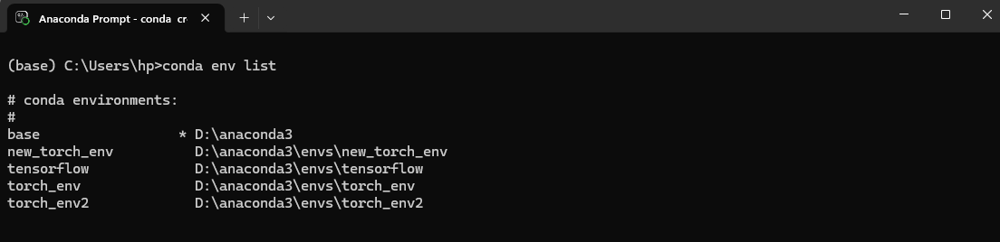 Anaconda Prompt - conda cr
(base) C:\Users\hp>conda env list
# conda environments:
#
base                 * D:\anaconda3
new_torch_env          D:\anaconda3\envs\new_torch_env
tensorflow             D:\anaconda3\envs\tensorflow
torch_env              D:\anaconda3\envs\torch_env
torch_env2             D:\anaconda3\envs\torch_env2